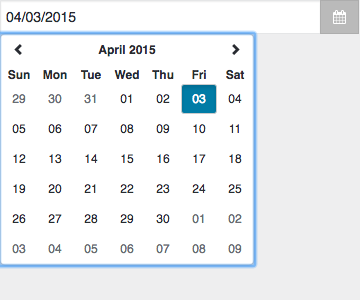 04/03/2015
April 2015
Sun Mon Tue Wed Thu Fri Sat
29 30 31 01 02 03 04
05 06 07 08 09 10 11
12 13 14 15 16 17 18
19 20 21 22 23 24 25
26 27 28 29 30 01 02
03 04 05 06 07 08 09